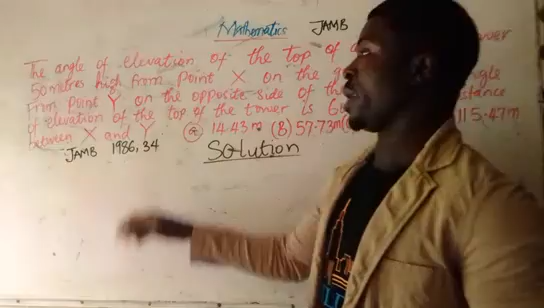 Mathematics JAMB
The angle of elevation of the top of a
50 metres high from point X on the
From Point Y on the opposite side of the
of elevation of the top of the tower is 60
between X and Y (a) 14.43m (B) 57.73m 115.47m
JAMB 1986, 34
Solution